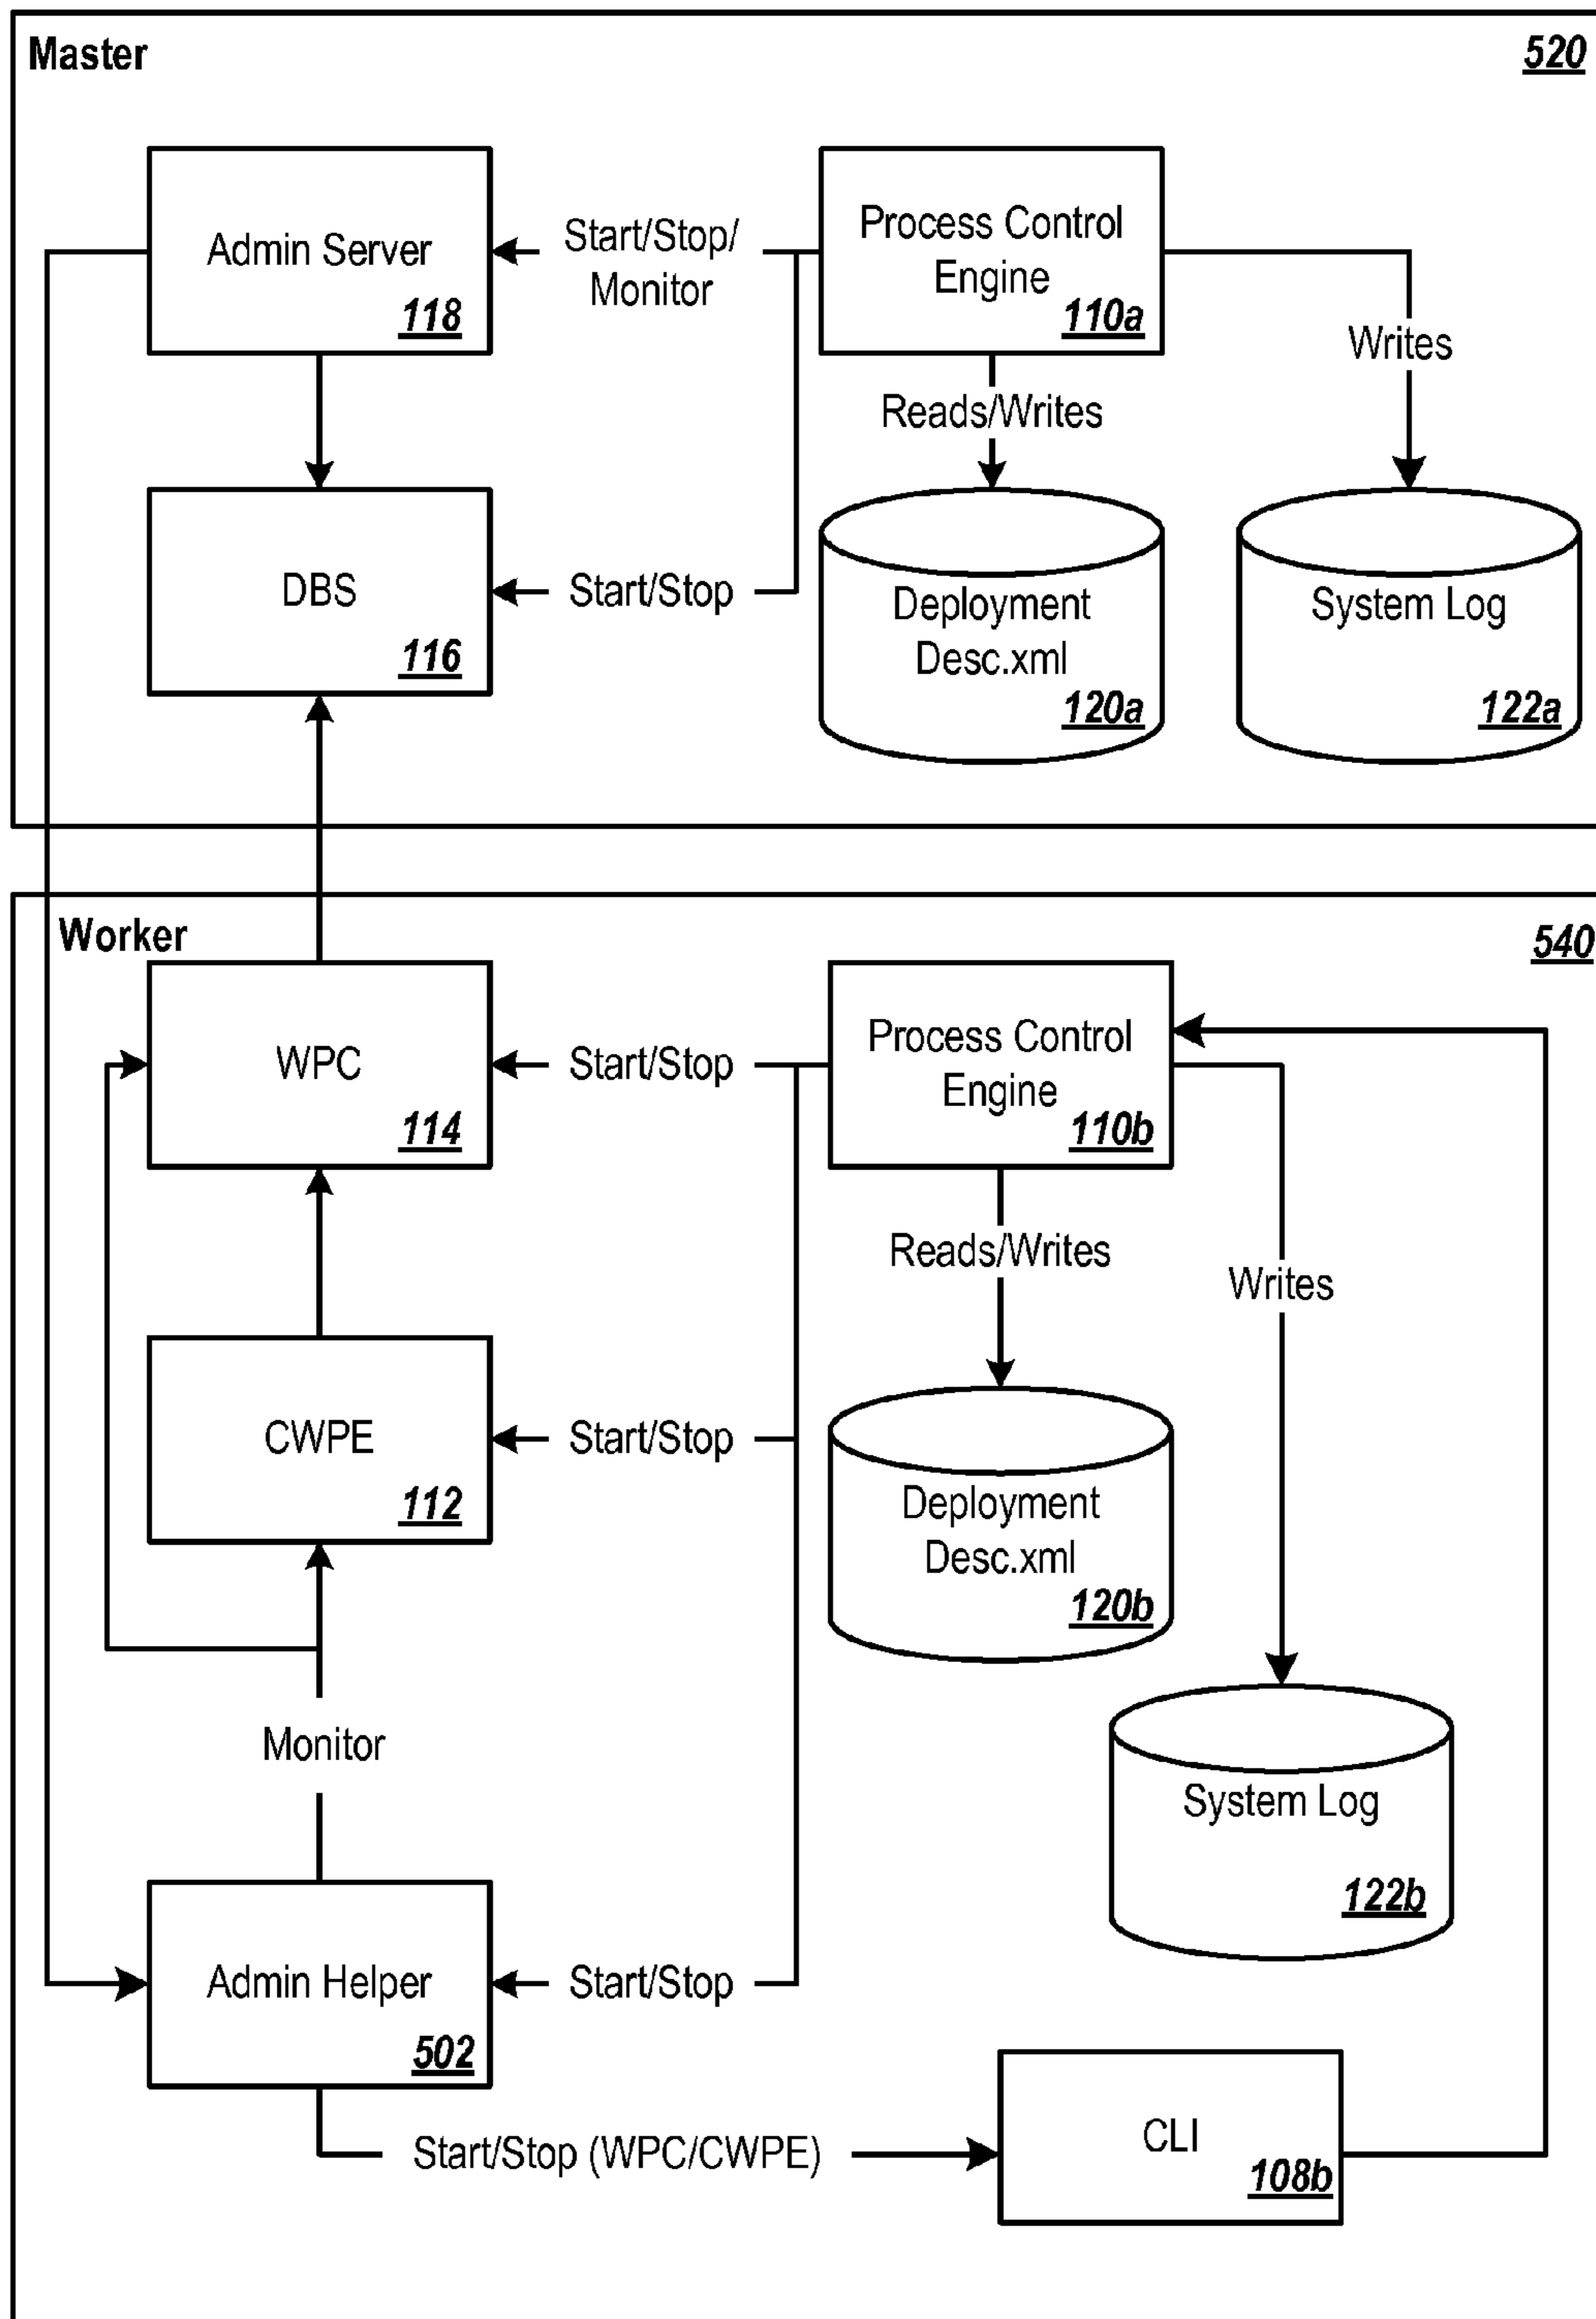 Master
520
Admin Server
118
Start/Stop/
Monitor
Process Control
Engine
110a
Writes
Reads/Writes
DBS
116
Start/Stop
Deployment
Desc.xml
120a
System Log
122a
Worker
540
WPC
114
Start/Stop
Process Control
Engine
110b
Reads/Writes
Writes
CWPE
112
Start/Stop
Deployment
Desc.xml
120b
Monitor
System Log
122b
Admin Helper
502
Start/Stop
Start/Stop (WPC/CWPE)
CLI
108b